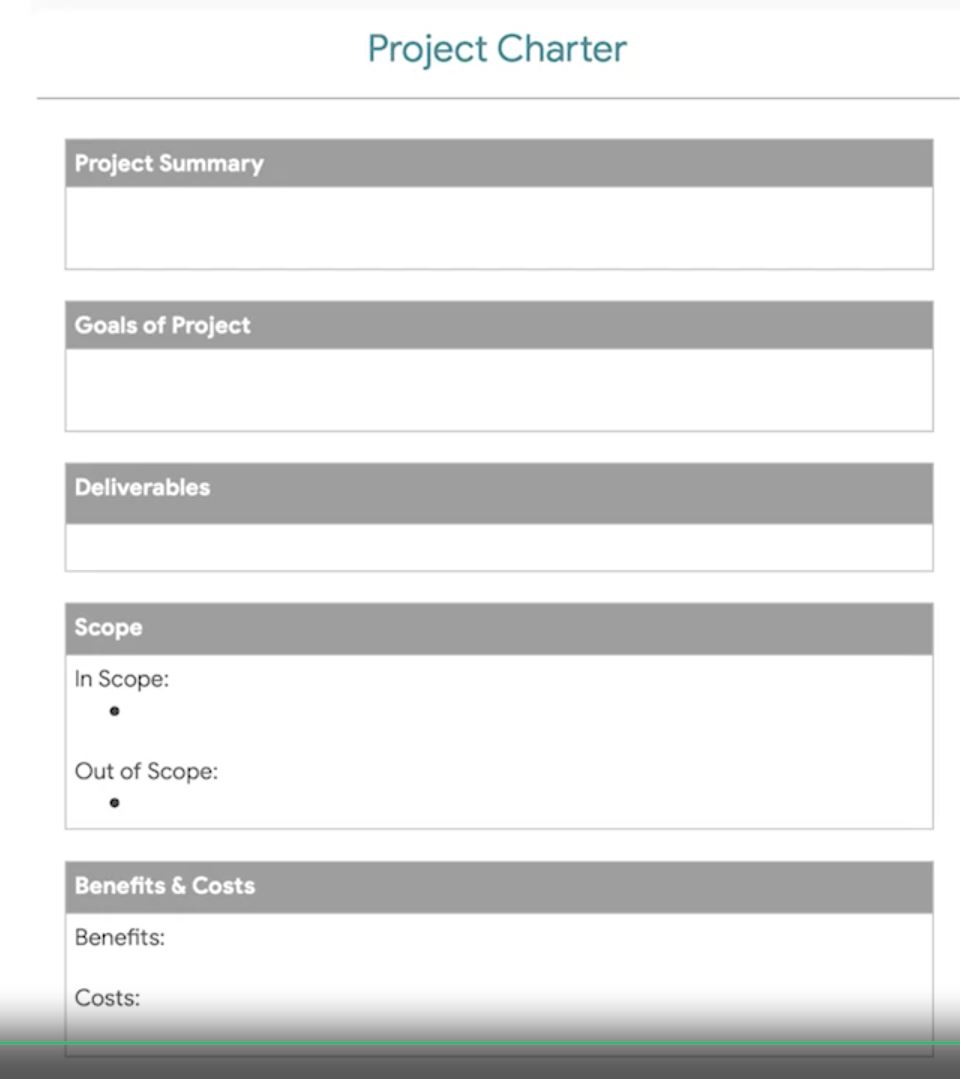 Project Charter
Project Summary
Goals of Project
Deliverables
Scope
In Scope:
•
Out of Scope:
•
Benefits & Costs
Benefits:
Costs: